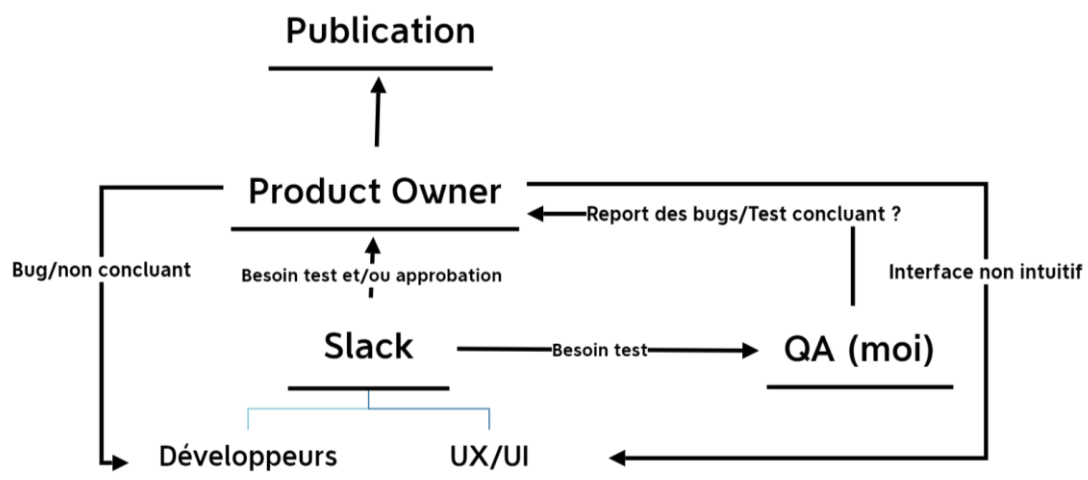 Publication
Product Owner
Report des bugs/Test concluant ?
Bug/non concluant
Besoin test et/ou approbation
Interface non intuitif
Slack
Besoin test
QA (moi)
Développeurs
UX/UI